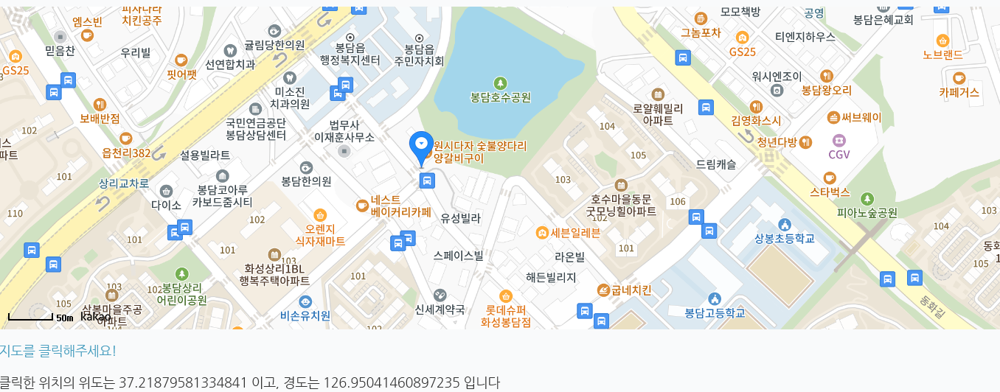 엠스빈
피자나라
치킨공주
믿음찬
우리빌
GS25
핏어팻
선연합치과
귤림당한의원
봉담읍
행정복지센터
봉담읍
주민자치회
미소진
치과의원
국민연금공단
봉담상담센터
법무사
이재훈사무소
보배반점
102
읍천리382
설용빌라트
101
상리교차로
다이소
봉담코아루
카보드줌시티
봉담한의원
원시다자 숯불양다리
양갈비구이
봉담호수공원
네스트
베이커리카페
유성빌라
오렌지
식자재마트
110
101
102
101
103
화성상리1BL
행복주택아파트
101
스페이스빌
세븐일레븐
라온빌
해든빌리지
굽네치킨
신세계약국
롯데슈퍼
화성봉담점
비손유치원
봉담상리
어린이공원
105
102
삼봉마을주공
아파트
모모책방
공영
봉담은혜교회
그놈포차
GS25
티엔지하우스
노브랜드
워시엔조이
봉담왕오리
카페거스
로얄훼밀리
아파트
김영화스시
써브웨이
104
청년다방
CGV
105
드림캐슬
103
스타벅스
호수마을동문
굿모닝힐아파트
106
102
101
피아노숲공원
상봉초등학교
봉담고등학교
동화
105
동화길
50m
kakao
지도를 클릭해주세요!
클릭한 위치의 위도는 37.21879581334841 이고, 경도는 126.95041460897235 입니다